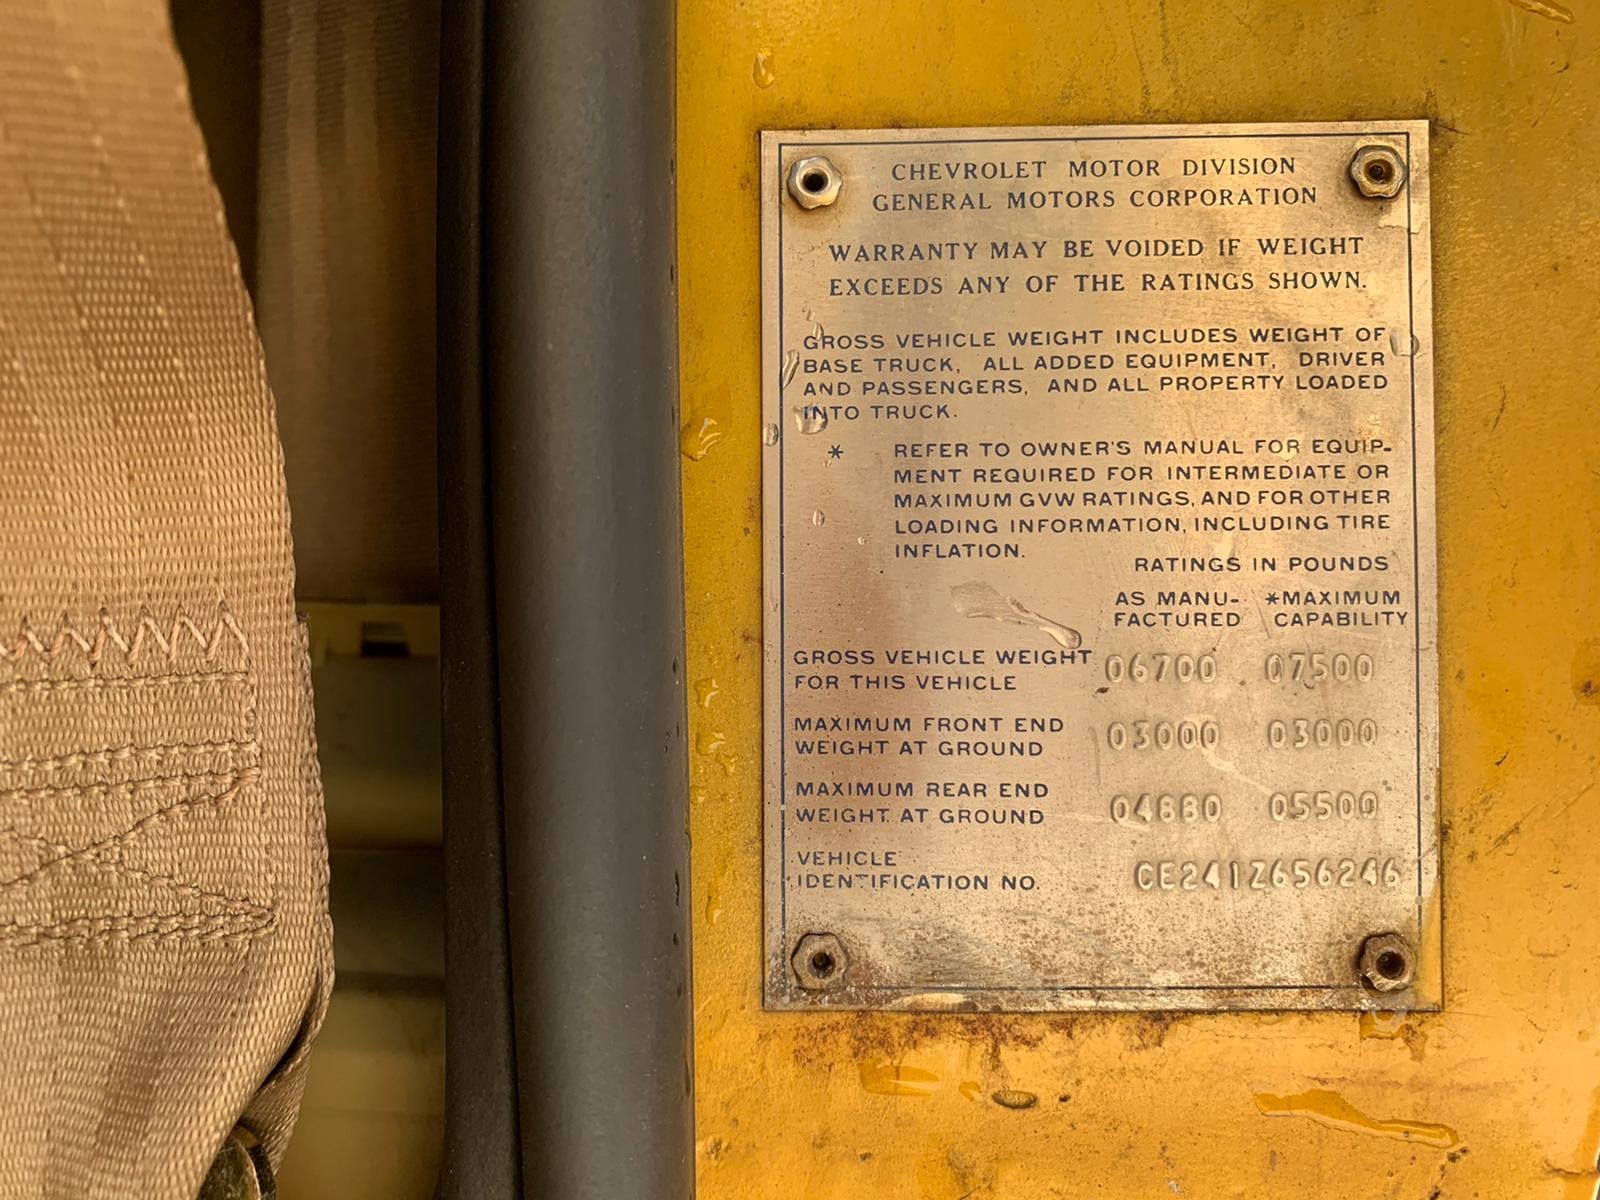 CHEVROLET MOTOR DIVISION
GENERAL MOTORS CORPORATION
WARRANTY MAY BE VOIDED IF WEIGHT
EXCEEDS ANY OF THE RATINGS SHOWN.
GROSS VEHICLE WEIGHT INCLUDES WEIGHT OF
BASE TRUCK, ALL ADDED EQUIPMENT, DRIVER
AND PASSENGERS, AND ALL PROPERTY LOADED
INTO TRUCK.
* REFER TO OWNER'S MANUAL FOR EQUIP-
MENT REQUIRED FOR INTERMEDIATE OR
MAXIMUM GVW RATINGS, AND FOR OTHER
LOADING INFORMATION, INCLUDING TIRE
INFLATION.
RATINGS IN POUNDS
AS MANU- *MAXIMUM
FACTURED CAPABILITY
GROSS VEHICLE WEIGHT 06700 07500
FOR THIS VEHICLE
MAXIMUM FRONT END 03000 03000
WEIGHT AT GROUND
MAXIMUM REAR END 04880 05500
WEIGHT AT GROUND
VEHICLE
IDENTIFICATION NO. CE241Z656246